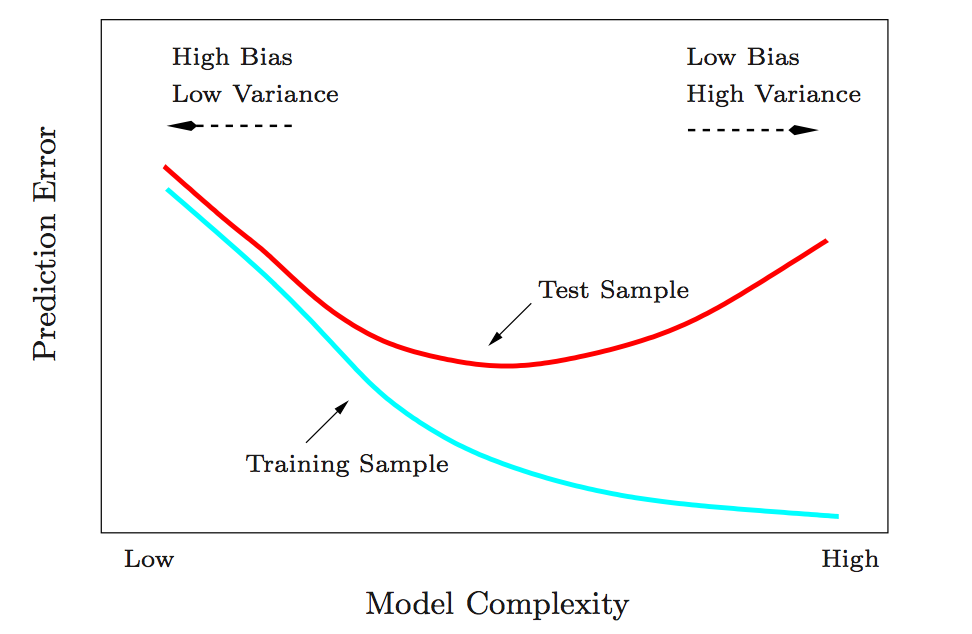 High Bias
Low Variance
Low Bias
High Variance
Prediction Error
Test Sample
Training Sample
Low
High
Model Complexity